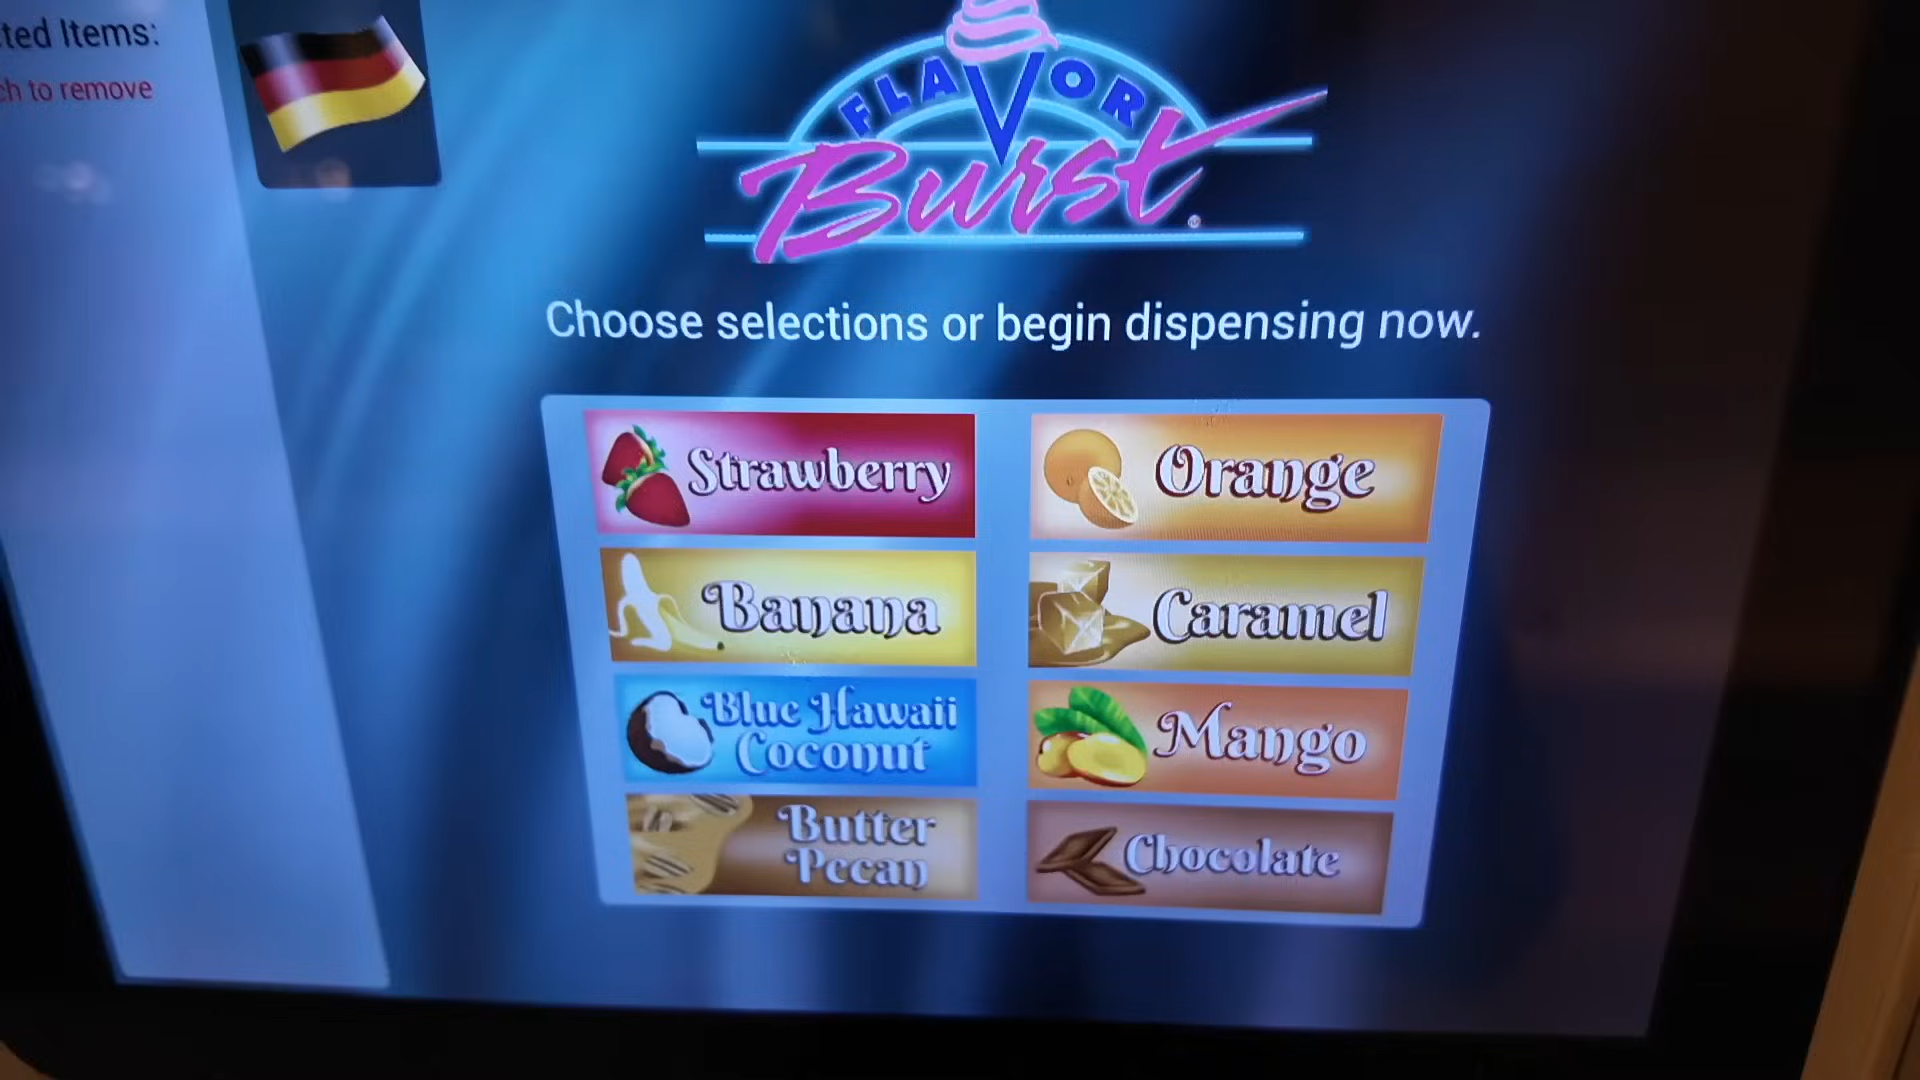 ted Items:
ch to remove
FLAVOR
Burst
Choose selections or begin dispensing now.
Strawberry
Orange
Banana
Caramel
Blue Hawaii
Coconut
Mango
Butter
Pecan
Chocolate